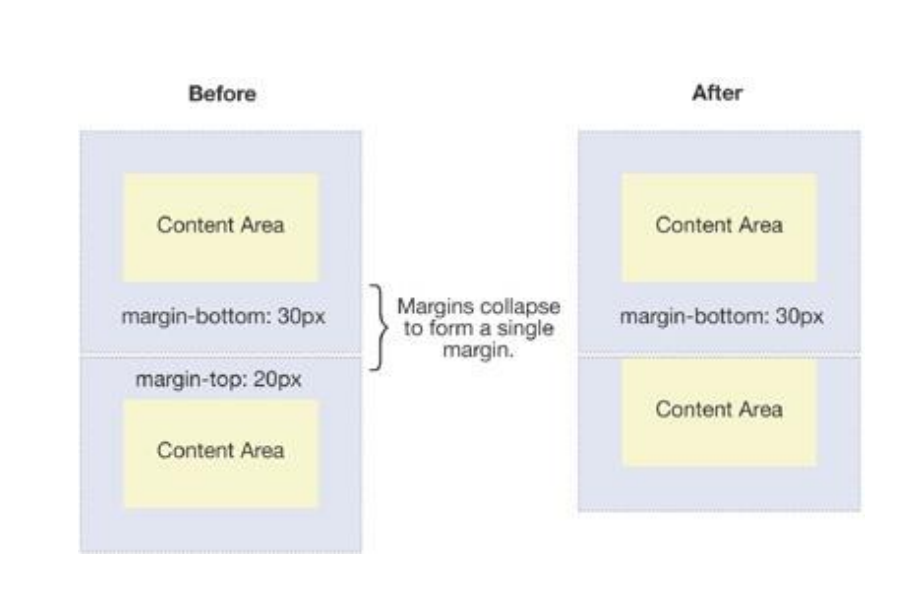 Before
After
Content Area
Content Area
margin-bottom: 30px
Margins collapse
to form a single
margin.
margin-bottom: 30px
margin-top: 20px
Content Area
Content Area